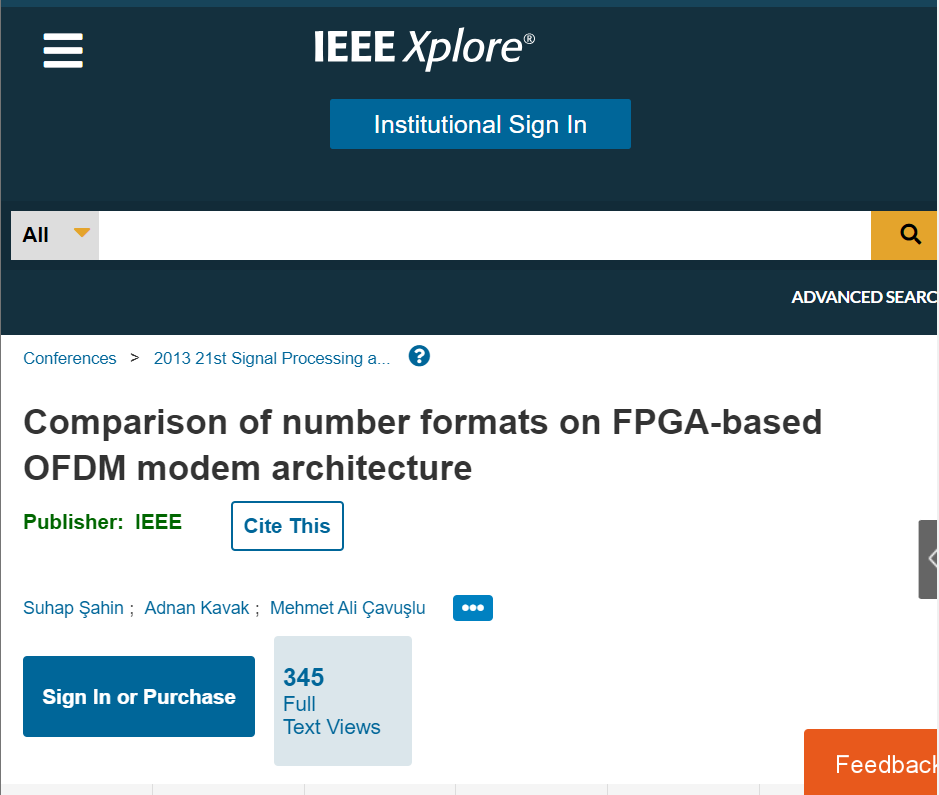 IEEE Xplore®
Institutional Sign In
All
ADVANCED SEARC
Conferences > 2013 21st Signal Processing a... ?
Comparison of number formats on FPGA-based
OFDM modem architecture
Publisher: IEEE Cite This
Suhap Şahin ; Adnan Kavak ; Mehmet Ali Çavuşlu •••
Sign In or Purchase
345
Full
Text Views
Feedback